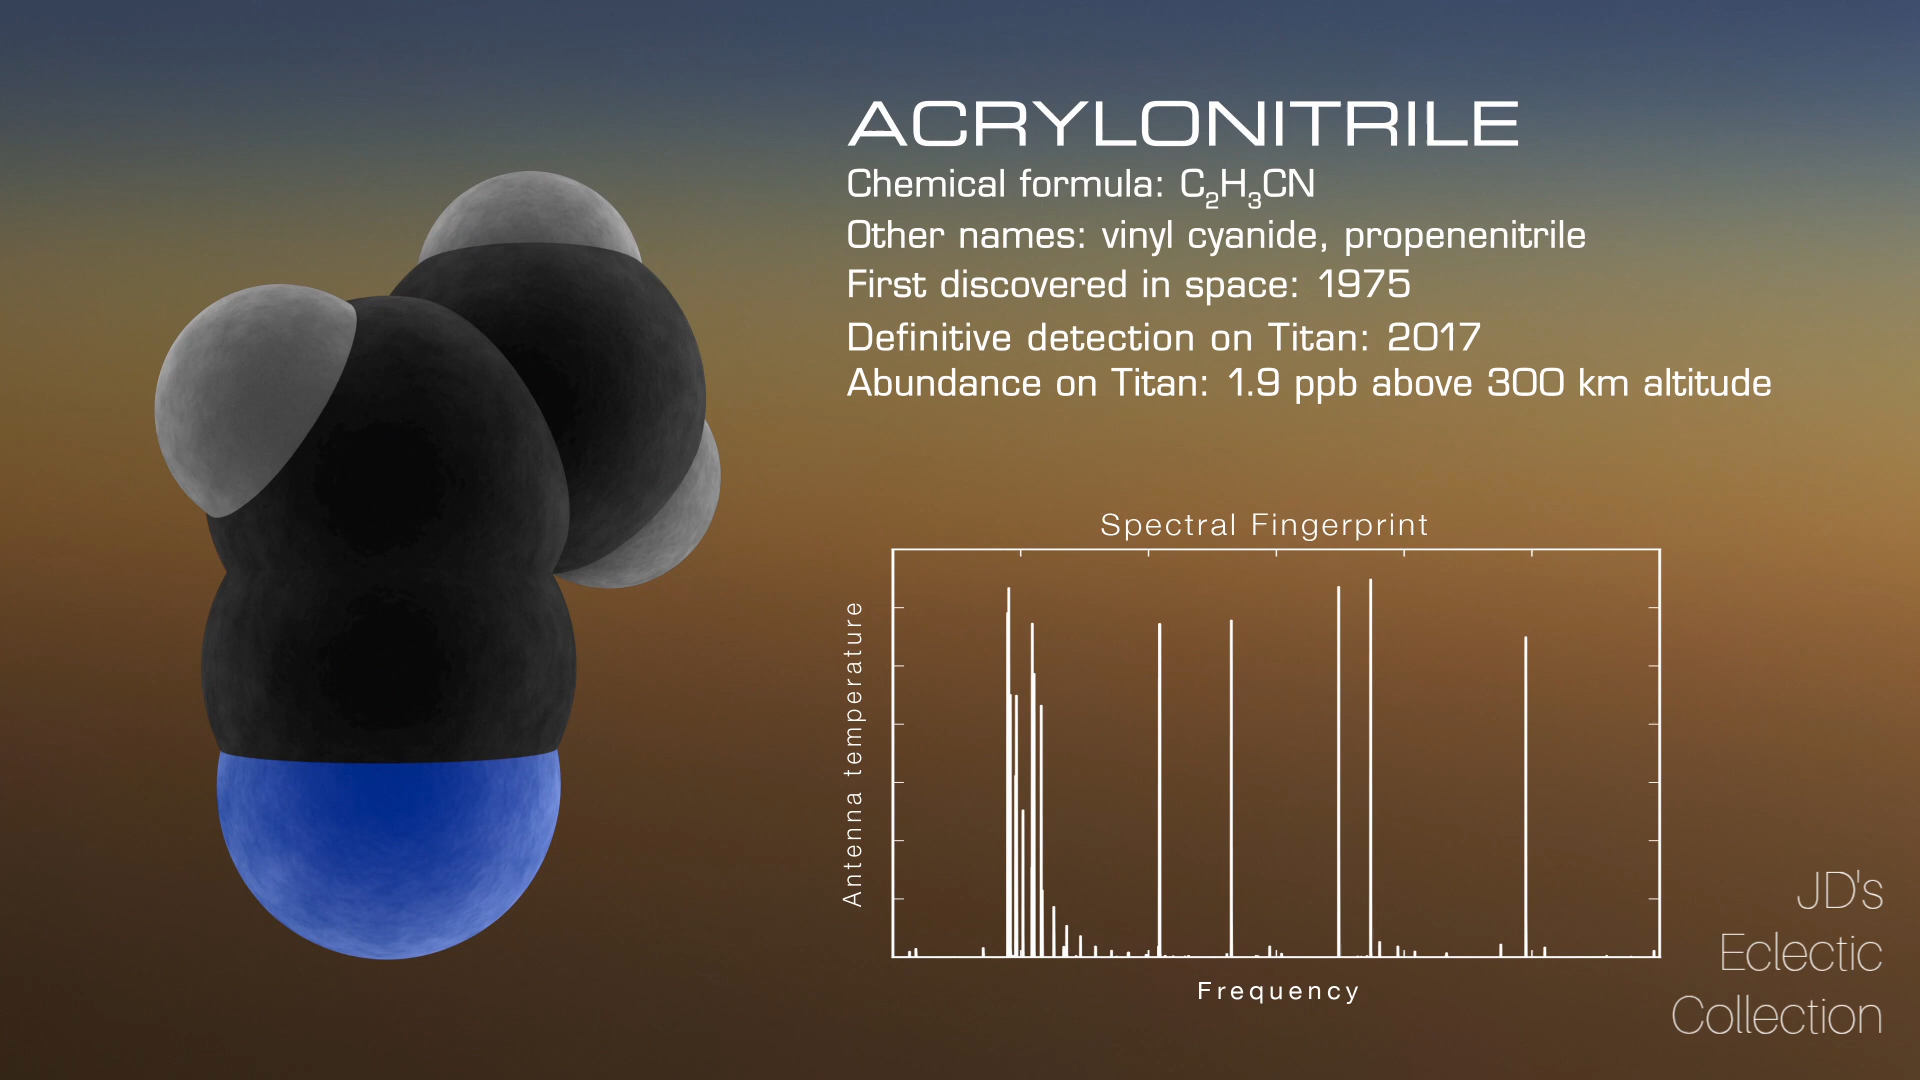 ACRYLONITRILE
Chemical formula: C₂H₃CN
Other names: vinyl cyanide, propenenitrile
First discovered in space: 1975
Definitive detection on Titan: 2017
Abundance on Titan: 1.9 ppb above 300 km altitude
Spectral Fingerprint
Antenna temperature
Frequency
JD's
Eclectic
Collection